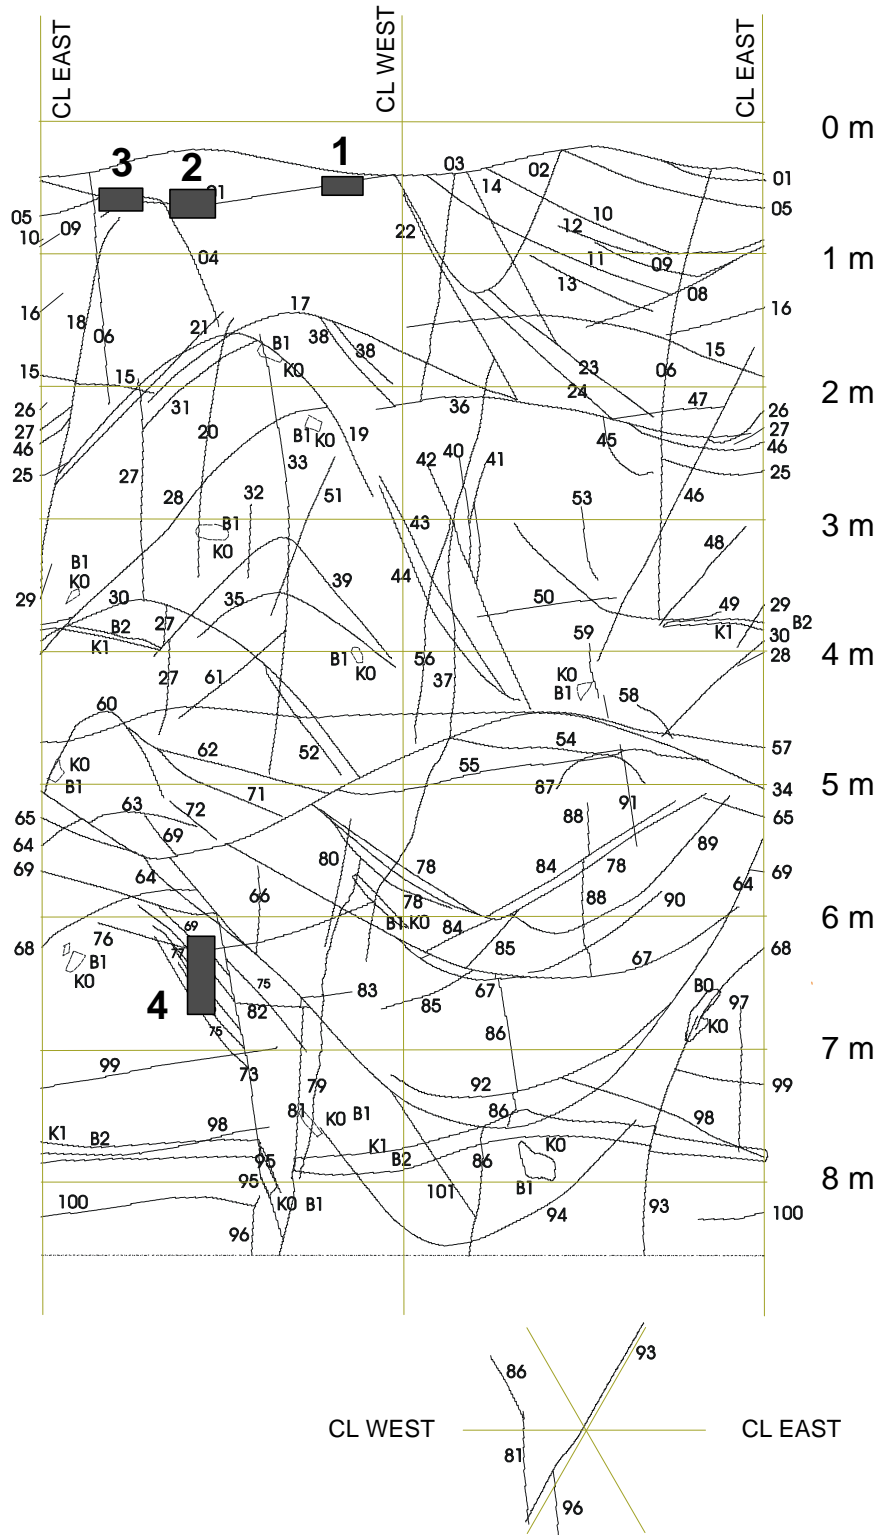 CL EAST
CL WEST
CL EAST
0 m
3 2 1
03 02
14
01
01
05
05
09
10
10
12
22
04
11
09
1 m
13
08
16
17
16
18
06
21
B1
38
38
K0
15
15
15
23
06
24
2 m
26
31
36
47
26
27
46
20
B1
K0
19
45
27
46
25
27
33
42
40
41
25
28
32
51
53
46
B1
K0
43
3 m
48
B1
K0
39
44
29
30
35
50
49
29
B2
27
B2
K1
30
K1
59
28
B1
K0
56
4 m
27
61
37
K0
B1
58
60
62
52
54
57
K0
B1
55
71
87
5 m
34
65
63
72
91
88
65
64
69
80
89
69
64
78
84
78
69
66
78
88
90
64
76
69
B1
K0
84
6 m
68
77
85
67
68
B1
K0
75
83
67
B0
97
4
82
85
K0
75
86
7 m
99
73
79
92
99
81
K0
B1
86
98
K1
B2
98
K1
B2
95
86
K0
95
B1
8 m
100
K0
B1
101
94
93
100
96
93
86
CL WEST
CL EAST
81
96